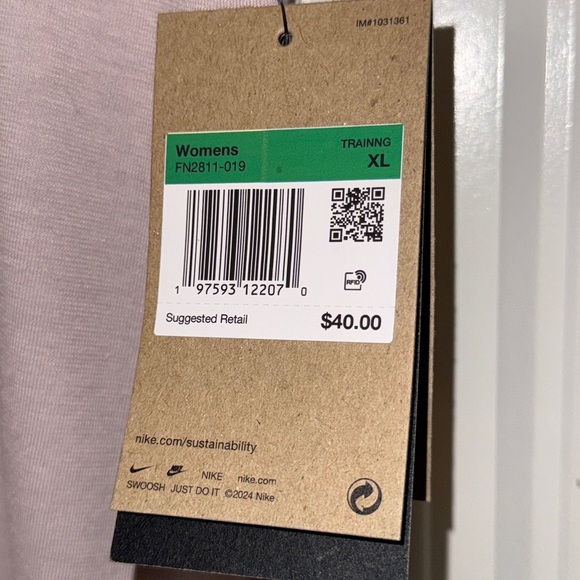 IM#1031361
Womens
TRAINNG
FN2811-019
XL
1 97593 12207 0
RFID
Suggested Retail
$40.00
nike.com/sustainability
NIKE nike.com
SWOOSH JUST DO IT ©2024 Nike